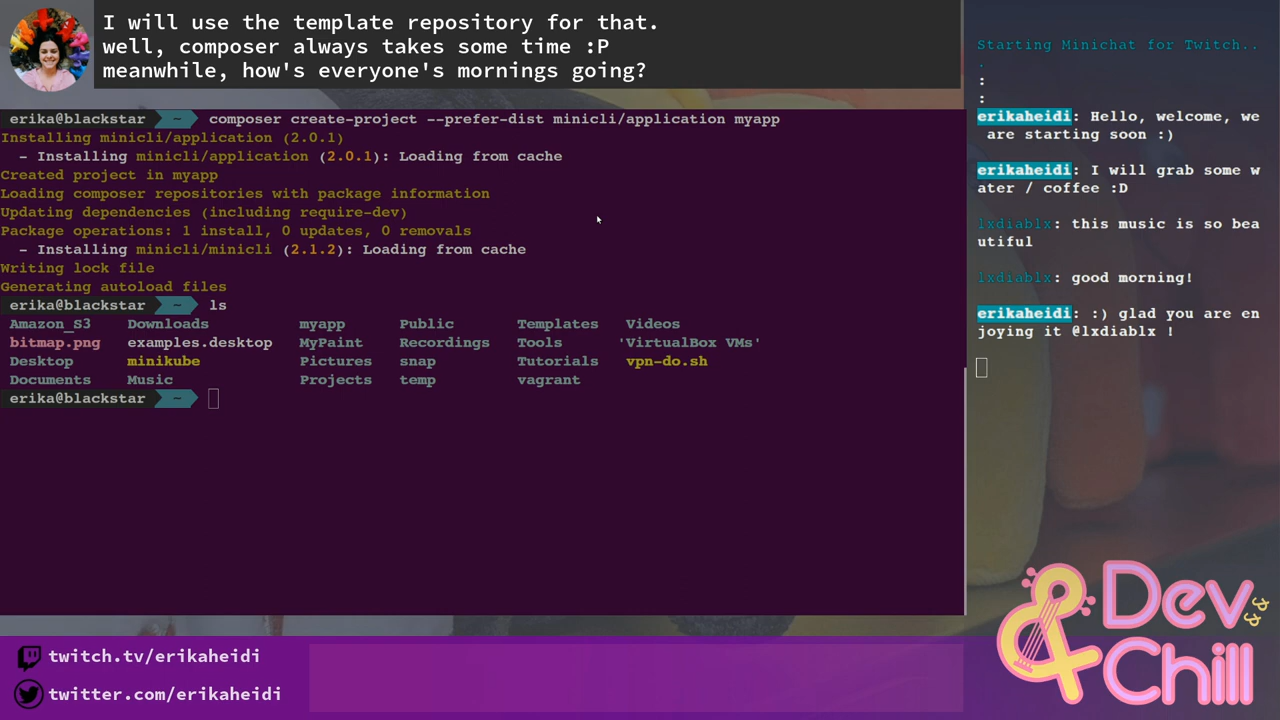 I will use the template repository for that.
well, composer always takes some time :P
meanwhile, how's everyone's mornings going?
erika@blackstar ~ composer create-project --prefer-dist minicli/application myapp
Installing minicli/application (2.0.1)
- Installing minicli/application (2.0.1): Loading from cache
Created project in myapp
Loading composer repositories with package information
Updating dependencies (including require-dev)
Package operations: 1 install, 0 updates, 0 removals
- Installing minicli/minicli (2.1.2): Loading from cache
Writing lock file
Generating autoload files
erika@blackstar ~ ls
Amazon_S3 Downloads myapp Public Templates Videos
bitmap.png examples.desktop MyPaint Recordings Tools 'VirtualBox VMs'
Desktop minikube Pictures snap Tutorials vpn-do.sh
Documents Music Projects temp vagrant
erika@blackstar ~
Starting Minichat for Twitch..
.
:
:
erikaheidi: Hello, welcome, we
are starting soon :)
erikaheidi: I will grab some w
ater / coffee :D
lxdiablx: this music is so bea
utiful
lxdiablx: good morning!
erikaheidi: :) glad you are en
joying it @lxdiablx !
twitch.tv/erikaheidi
twitter.com/erikaheidi
Dev &&
& Chill